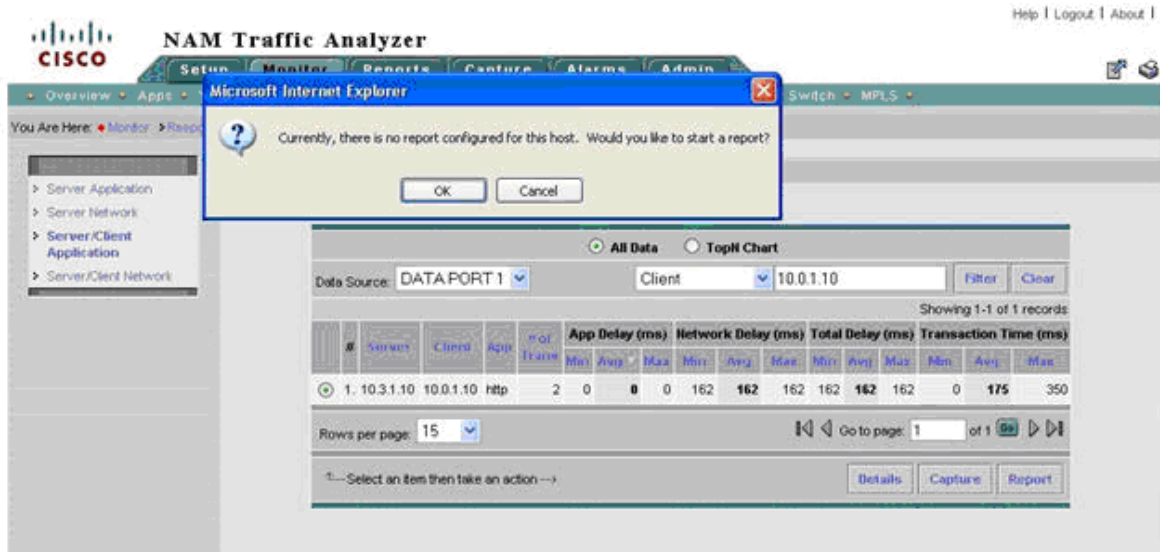 Help | Logout | About |
CISCO
NAM Traffic Analyzer
Setup Monitor Reports Capture Alarms Admin
Overview Apps Switch MPLS
You Are Here: Monitor
Microsoft Internet Explorer
Currently, there is no report configured for this host. Would you like to start a report?
OK Cancel
Server Application
Server Network
Server/Client
Application
Server/Client Network
All Data TopN Chart
Data Source: DATA PORT 1 Client 10.0.1.10 Filter Clear
Showing 1-1 of 1 records
# Server Client App # of Trans App Delay (ms) Network Delay (ms) Total Delay (ms) Transaction Time (ms)
Min Avg Max Min Avg Max Min Avg Max Min Avg Max
1. 10.3.1.10 10.0.1.10 http 2 0 0 0 162 162 162 162 162 162 0 175 350
Rows per page: 15 Go to page: 1 of 1 Go
Select an item then take an action --> Details Capture Report